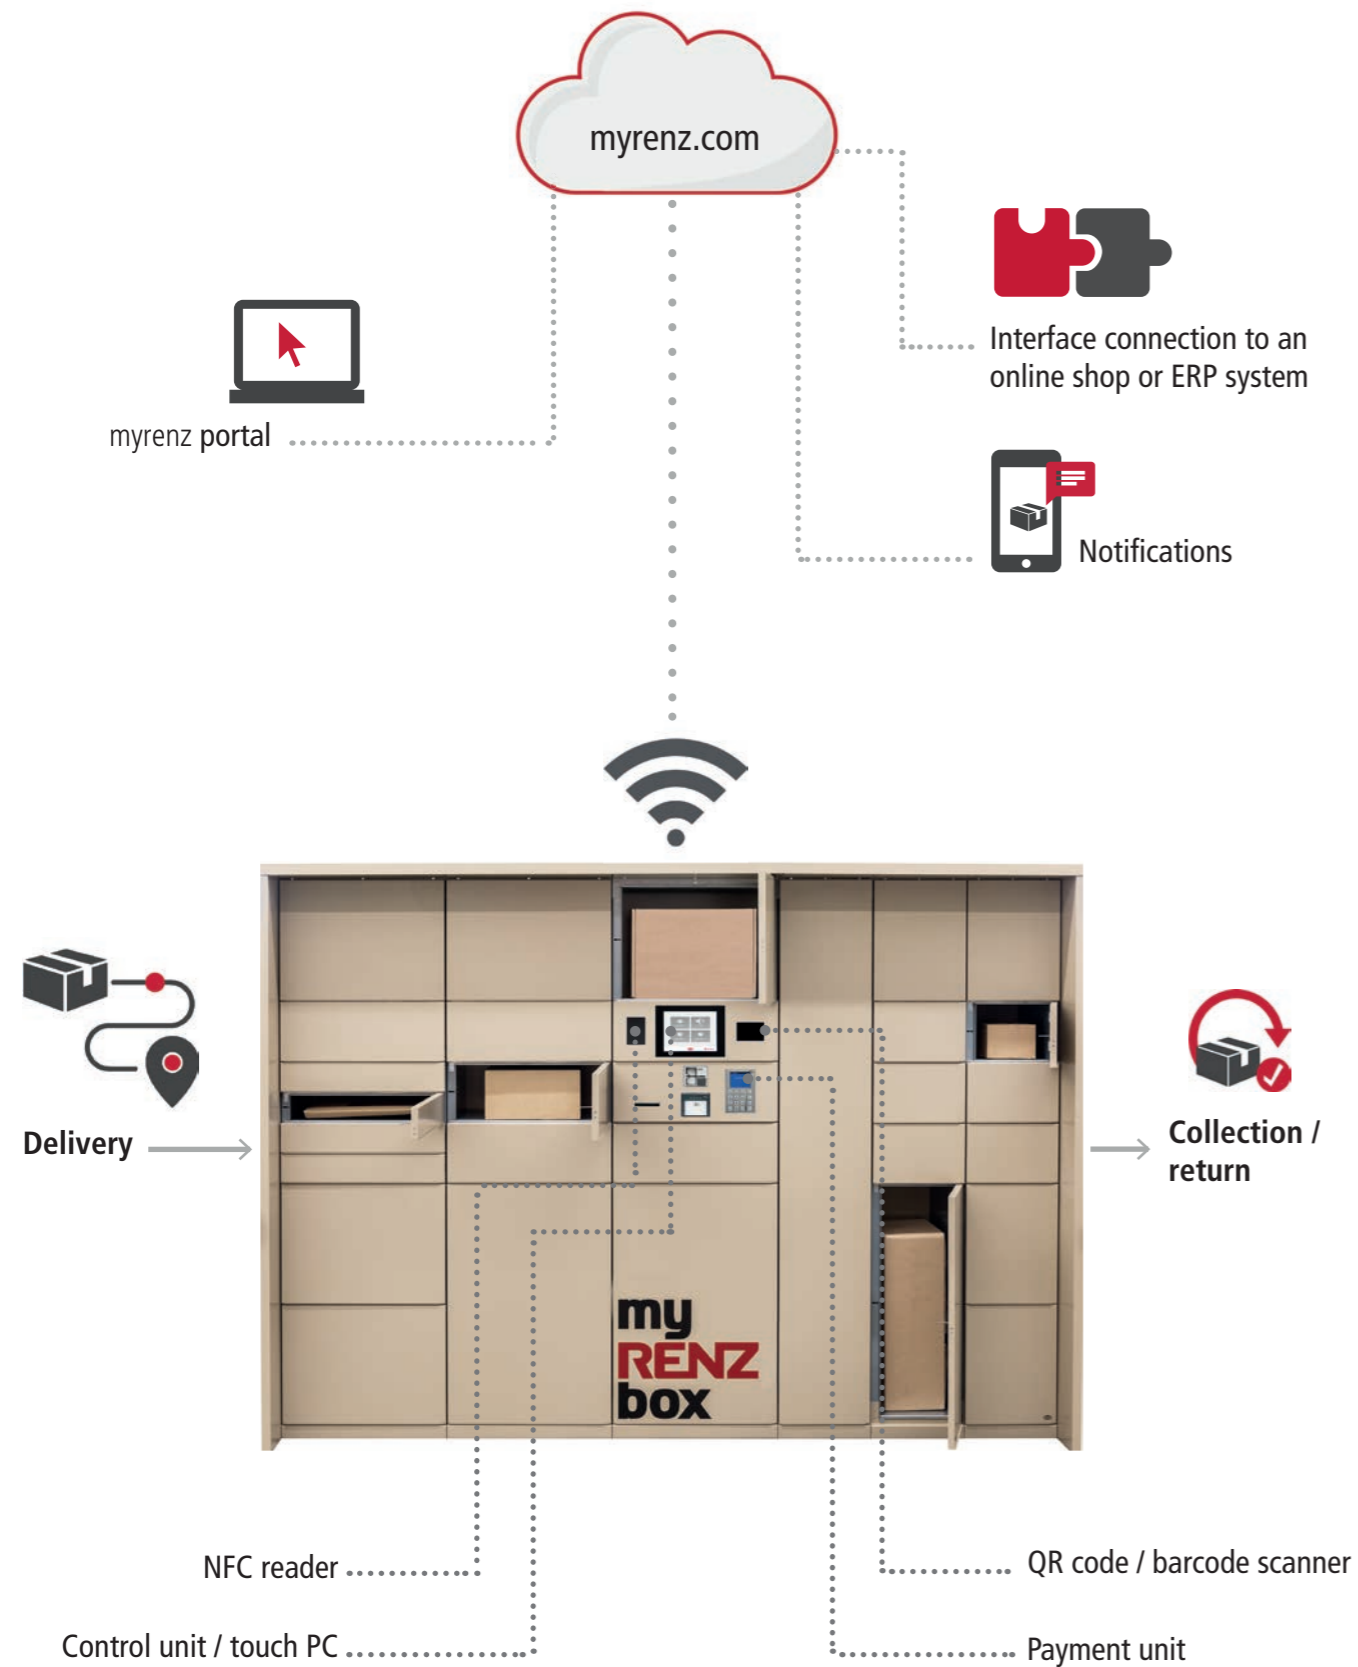 myrenz.com
Interface connection to an
online shop or ERP system
myrenz portal
Notifications
Delivery
Collection /
return
my
RENZ
box
NFC reader
QR code / barcode scanner
Control unit / touch PC
Payment unit